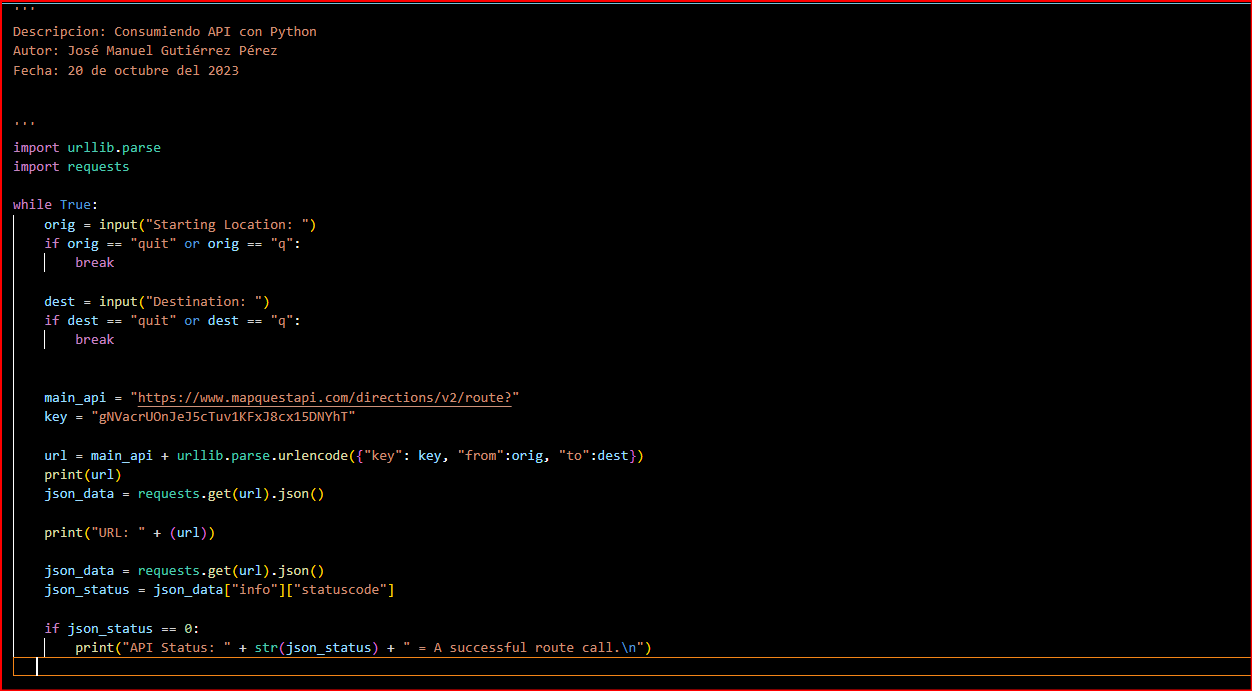 '''
Descripcion: Consumiendo API con Python
Autor: José Manuel Gutiérrez Pérez
Fecha: 20 de octubre del 2023
'''
import urllib.parse
import requests
while True:
    orig = input("Starting Location: ")
    if orig == "quit" or orig == "q":
        break
    dest = input("Destination: ")
    if dest == "quit" or dest == "q":
        break
    main_api = "https://www.mapquestapi.com/directions/v2/route?"
    key = "gNVacrUOnJeJ5cTuv1KFxJ8cx15DNYhT"
    url = main_api + urllib.parse.urlencode({"key": key, "from":orig, "to":dest})
    print(url)
    json_data = requests.get(url).json()
    print("URL: " + (url))
    json_data = requests.get(url).json()
    json_status = json_data["info"]["statuscode"]
    if json_status == 0:
        print("API Status: " + str(json_status) + " = A successful route call.\n")